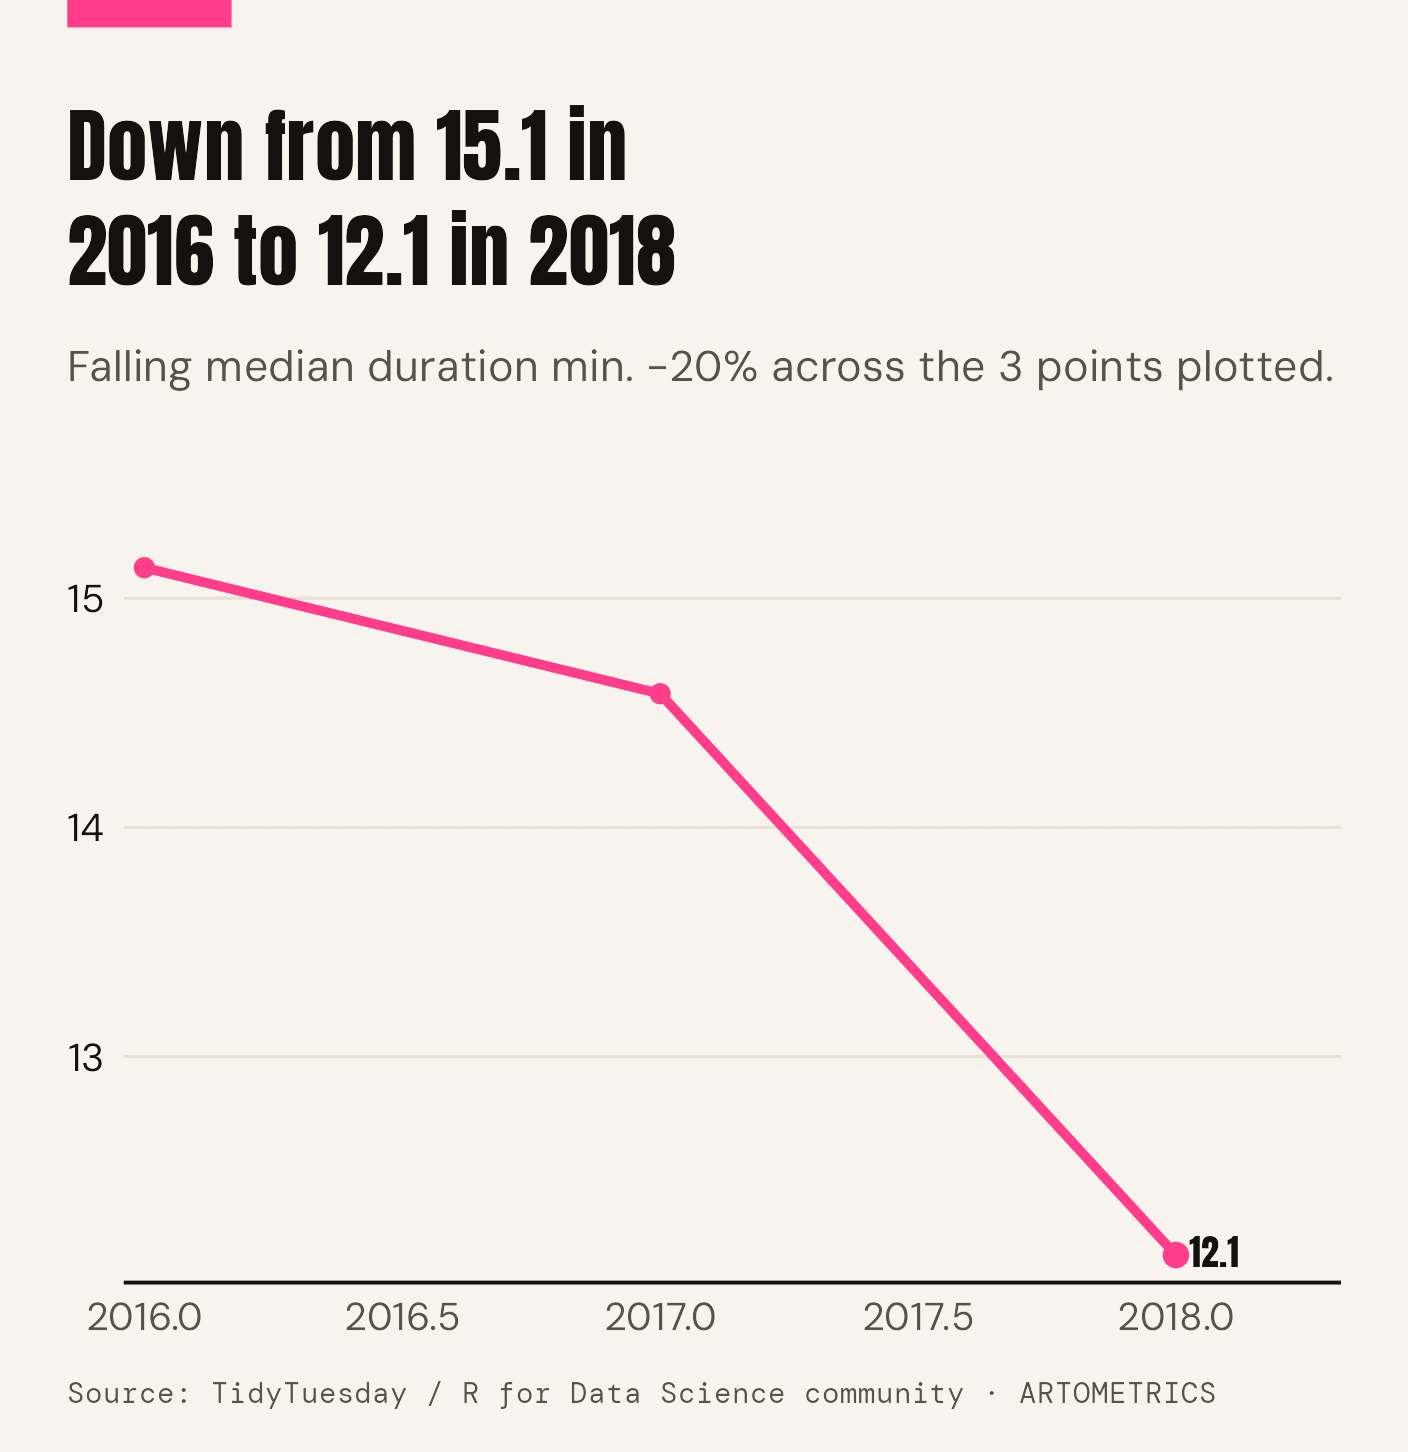 Down from 15.1 in
2016 to 12.1 in 2018
Falling median duration min. −20% across the 3 points plotted.
15
14
13
12.1
2016.0 2016.5 2017.0 2017.5 2018.0
Source: TidyTuesday / R for Data Science community · ARTOMETRICS